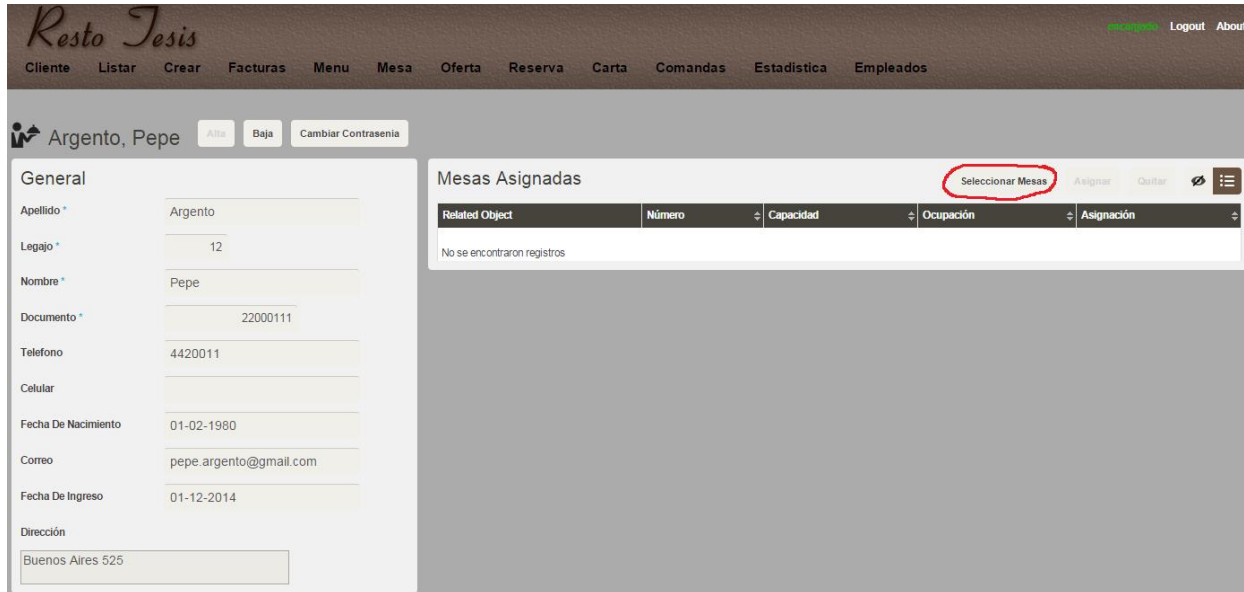 Resto Tesis
encargado Logout About
Cliente Listar Crear Facturas Menu Mesa Oferta Reserva Carta Comandas Estadistica Empleados
Argento, Pepe Alta Baja Cambiar Contrasenia
General
Apellido * Argento
Legajo * 12
Nombre * Pepe
Documento * 22000111
Telefono 4420011
Celular
Fecha De Nacimiento 01-02-1980
Correo pepe.argento@gmail.com
Fecha De Ingreso 01-12-2014
Dirección
Buenos Aires 525
Mesas Asignadas Seleccionar Mesas Asignar Quitar
Related Object Número Capacidad Ocupación Asignación
No se encontraron registros